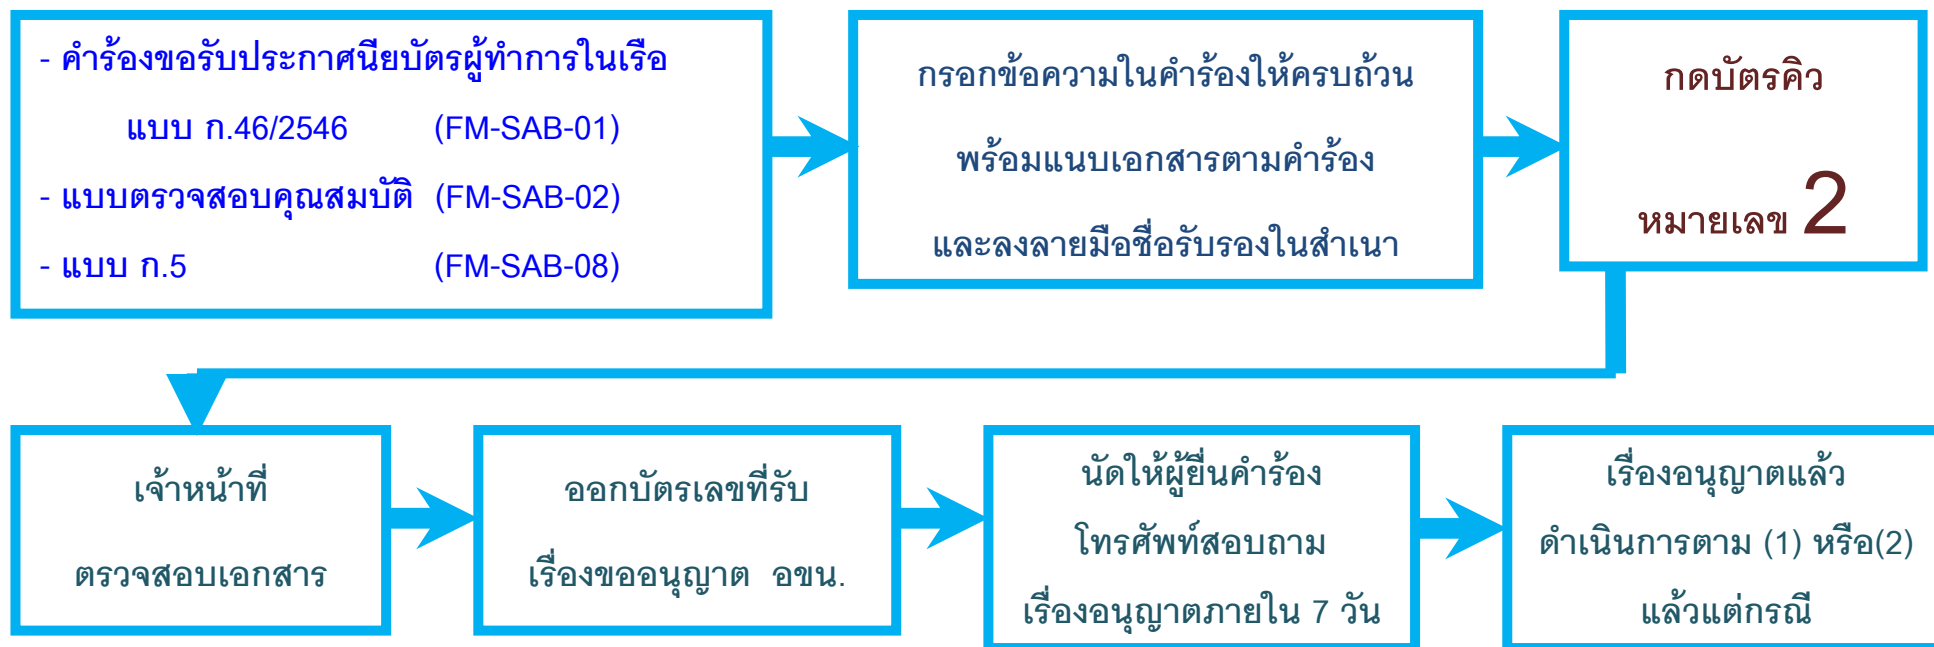 - คำร้องขอรับประกาศนียบัตรผู้ทำการในเรือ
แบบ ก.46/2546 (FM-SAB-01)
- แบบตรวจสอบคุณสมบัติ (FM-SAB-02)
- แบบ ก.5 (FM-SAB-08)
กรอกข้อความในคำร้องให้ครบถ้วน
พร้อมแนบเอกสารตามคำร้อง
และลงลายมือชื่อรับรองในสำเนา
กดบัตรคิว
หมายเลข 2
เจ้าหน้าที่
ตรวจสอบเอกสาร
ออกบัตรเลขที่รับ
เรื่องขออนุญาต อขน.
นัดให้ผู้ยื่นคำร้อง
โทรศัพท์สอบถาม
เรื่องอนุญาตภายใน 7 วัน
เรื่องอนุญาตแล้ว
ดำเนินการตาม (1) หรือ(2)
แล้วแต่กรณี